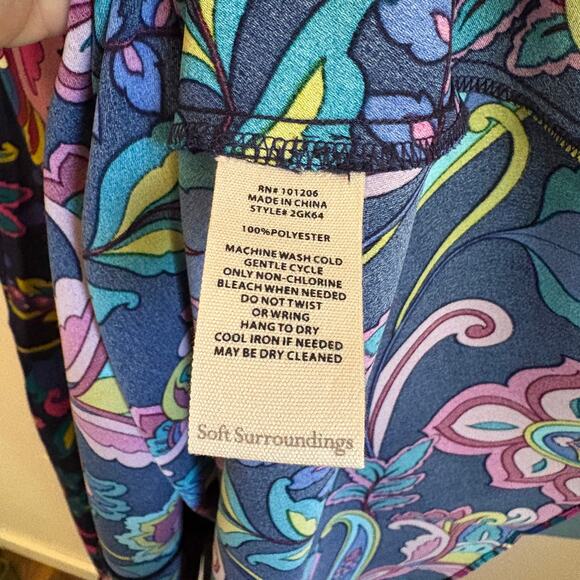 RN# 101206
MADE IN CHINA
STYLE# 2GK64
100%POLYESTER
MACHINE WASH COLD
GENTLE CYCLE
ONLY NON-CHLORINE
BLEACH WHEN NEEDED
DO NOT TWIST
OR WRING
HANG TO DRY
COOL IRON IF NEEDED
MAY BE DRY CLEANED
Soft Surroundings